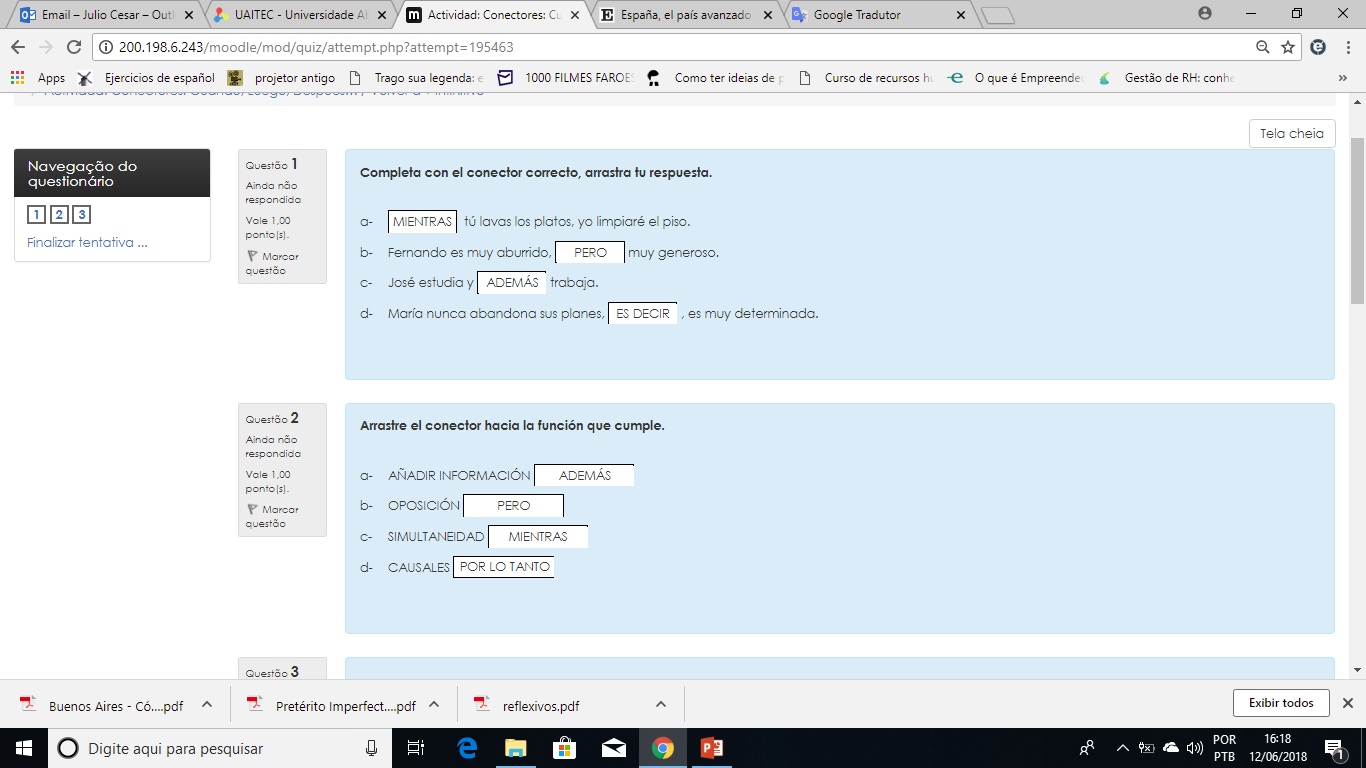 Email – Julio Cesar – Outl
UAITEC - Universidade Ab
Actividad: Conectores: Cu
España, el país avanzado
Google Tradutor
200.198.6.243/moodle/mod/quiz/attempt.php?attempt=195463
Apps
Ejercicios de español
projetor antigo
Trago sua legenda: e
1000 FILMES FAROES
Como ter ideias de p
Curso de recursos hu
O que é Empreended
Gestão de RH: conhe
Tela cheia
Navegação do
questionário
1 2 3
Finalizar tentativa ...
Questão 1
Ainda não
respondida
Vale 1,00
ponto(s).
Marcar
questão
Completa con el conector correcto, arrastra tu respuesta.
a- MIENTRAS tú lavas los platos, yo limpiaré el piso.
b- Fernando es muy aburrido, PERO muy generoso.
c- José estudia y ADEMÁS trabaja.
d- María nunca abandona sus planes, ES DECIR , es muy determinada.
Questão 2
Ainda não
respondida
Vale 1,00
ponto(s).
Marcar
questão
Arrastre el conector hacia la función que cumple.
a- AÑADIR INFORMACIÓN ADEMÁS
b- OPOSICIÓN PERO
c- SIMULTANEIDAD MIENTRAS
d- CAUSALES POR LO TANTO
Questão 3
Buenos Aires - Có....pdf
Pretérito Imperfect....pdf
reflexivos.pdf
Exibir todos
Digite aqui para pesquisar
POR
PTB
16:18
12/06/2018
1